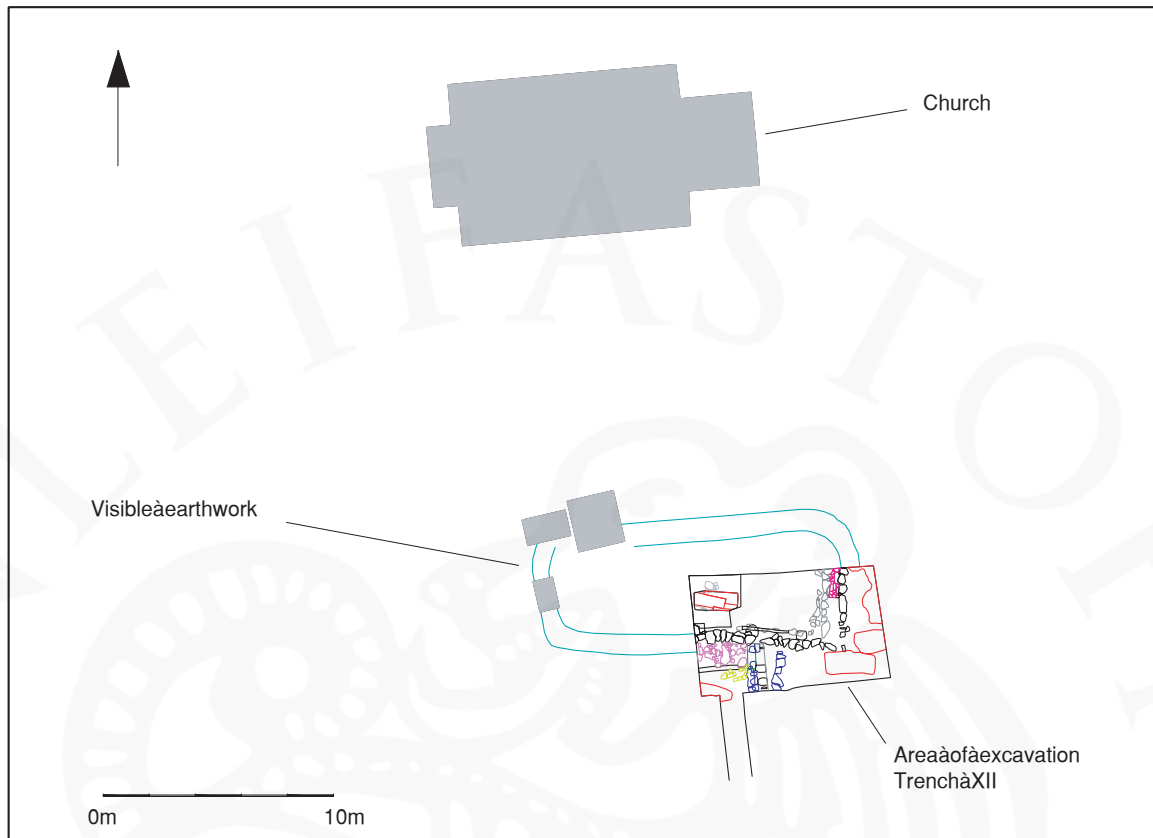 Church
Visibleàearthwork
Areaàofàexcavation
TrenchàXII
0m
10m